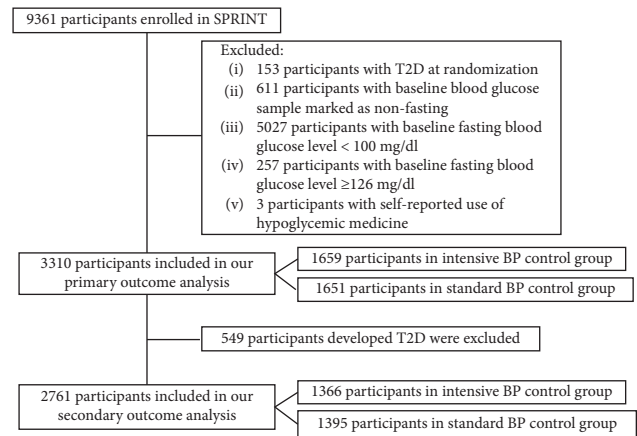 9361 participants enrolled in SPRINT
Excluded:
(i) 153 participants with T2D at randomization
(ii) 611 participants with baseline blood glucose
sample marked as non-fasting
(iii) 5027 participants with baseline fasting blood
glucose level < 100 mg/dl
(iv) 257 participants with baseline fasting blood
glucose level ≥126 mg/dl
(v) 3 participants with self-reported use of
hypoglycemic medicine
3310 participants included in our
primary outcome analysis
1659 participants in intensive BP control group
1651 participants in standard BP control group
549 participants developed T2D were excluded
2761 participants included in our
secondary outcome analysis
1366 participants in intensive BP control group
1395 participants in standard BP control group